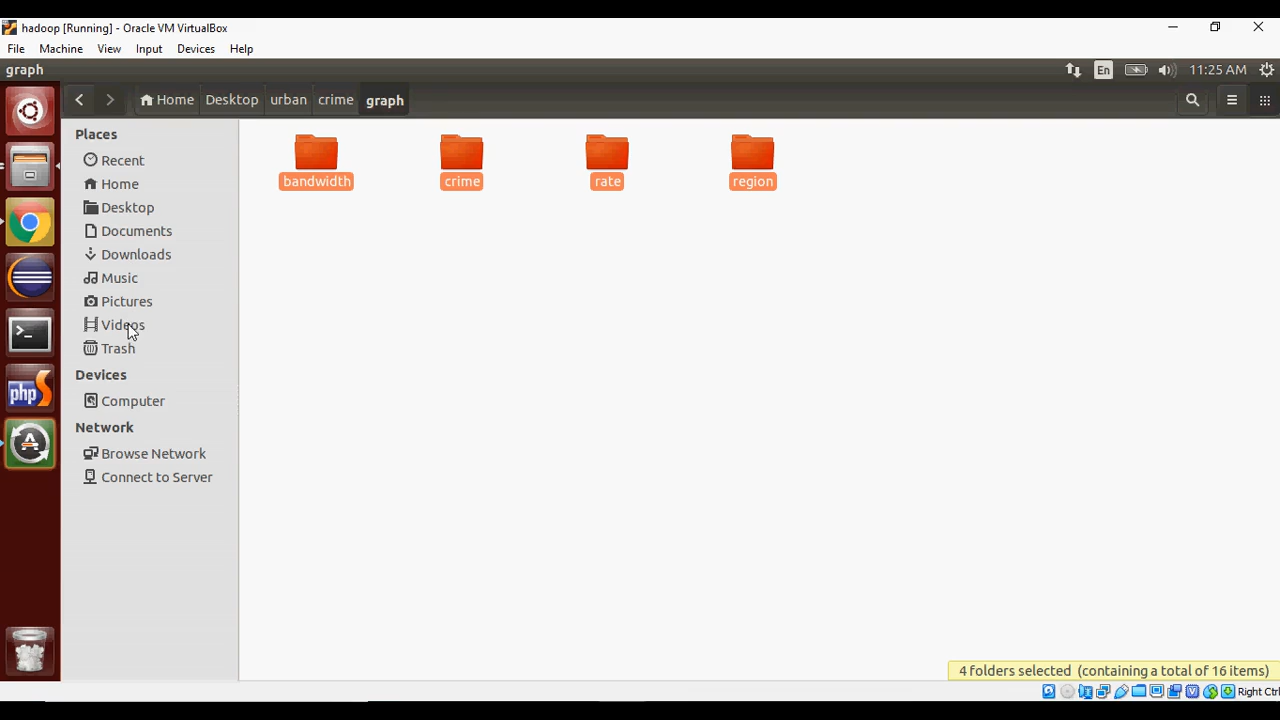 hadoop [Running] - Oracle VM VirtualBox
File Machine View Input Devices Help
graph En 11:25 AM
Home Desktop urban crime graph
Places
Recent
Home
Desktop
Documents
Downloads
Music
Pictures
Videos
Trash
Devices
Computer
Network
Browse Network
Connect to Server
bandwidth crime rate region
php
4 folders selected (containing a total of 16 items)
Right Ctrl